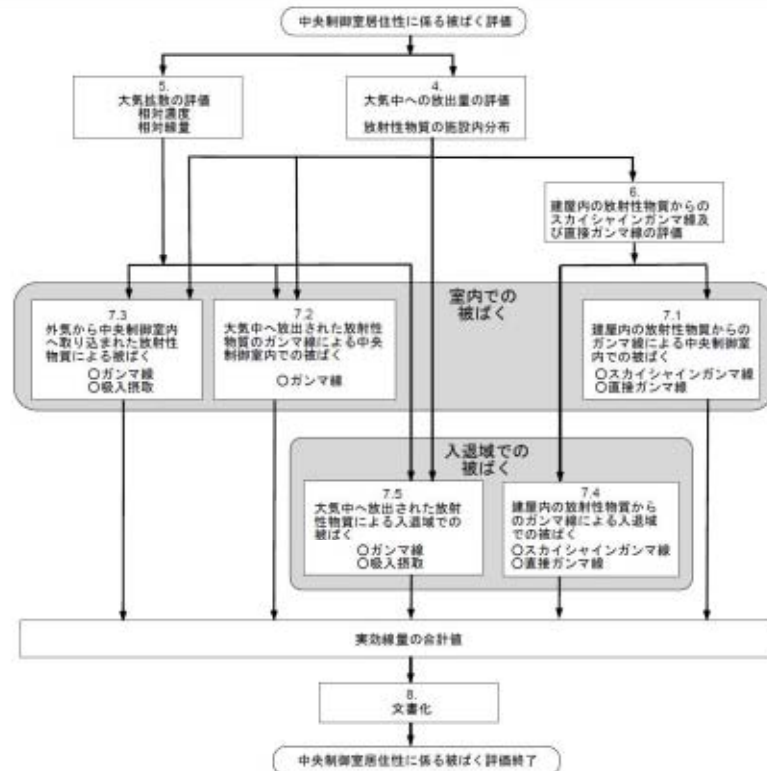 中央制御室居住性に係る被ばく評価
5.
大気拡散の評価
相対濃度
相対線量
4.
大気中への放出量の評価
放射性物質の施設内分布
6.
建屋内の放射性物質からの
スカイシャインガンマ線及
び直接ガンマ線の評価
室内での
被ばく
7.3
外気から中央制御室内
へ取り込まれた放射性
物質による被ばく
○ガンマ線
○吸入摂取
7.2
大気中へ放出された放射性
物質のガンマ線による中央
制御室内での被ばく
○ガンマ線
7.1
建屋内の放射性物質からの
ガンマ線による中央制御室
内での被ばく
○スカイシャインガンマ線
○直接ガンマ線
入退域での
被ばく
7.5
大気中へ放出された放射
性物質による入退域での
被ばく
○ガンマ線
○吸入摂取
7.4
建屋内の放射性物質から
のガンマ線による入退域
での被ばく
○スカイシャインガンマ線
○直接ガンマ線
実効線量の合計値
8.
文書化
中央制御室居住性に係る被ばく評価終了